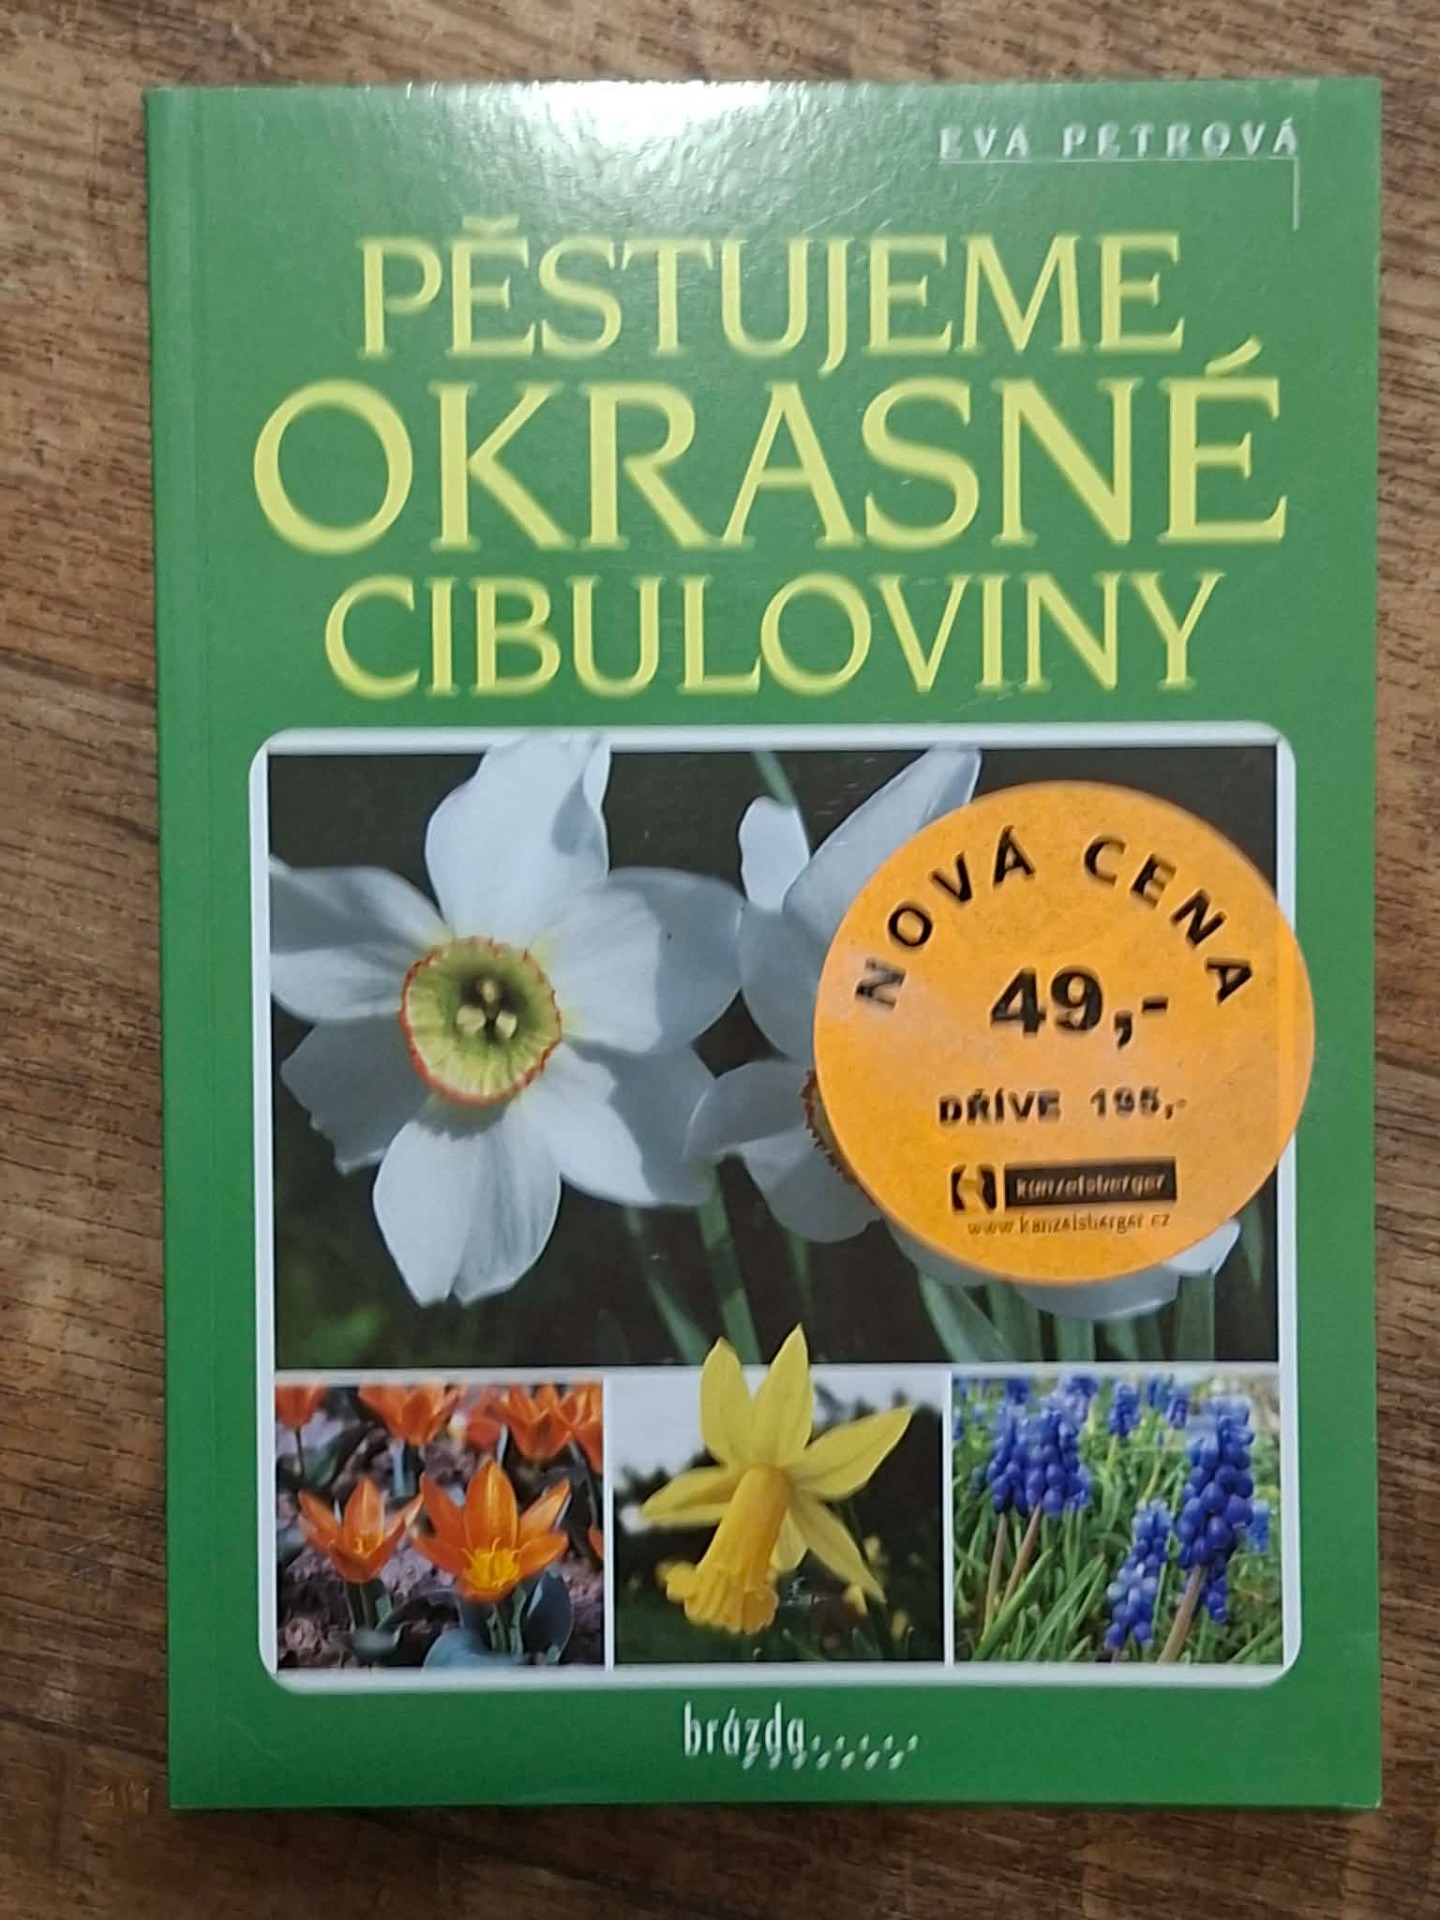 EVA PETROVÁ
PĚSTUJEME
OKRASNÉ
CIBULOVINY
NOVÁ CENA
49,-
DŘÍVE 195,-
kanzelsberger
www.kanzelsberger.cz
brázda